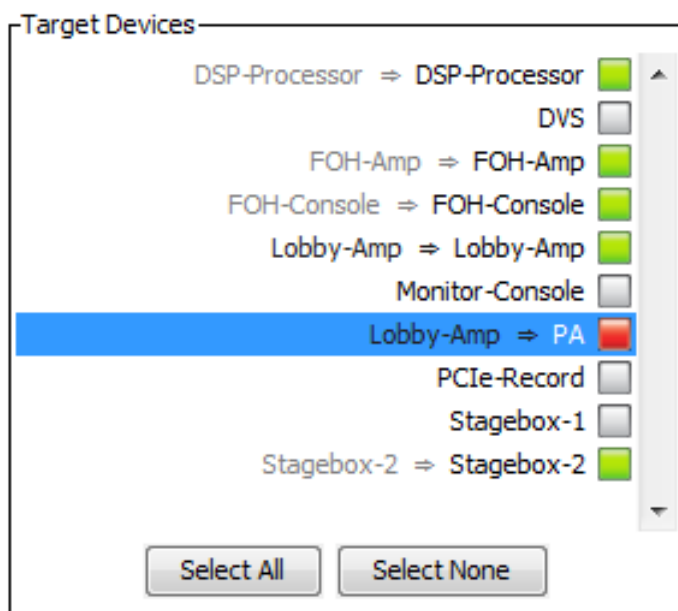 Target Devices
DSP-Processor ⇒ DSP-Processor
DVS
FOH-Amp ⇒ FOH-Amp
FOH-Console ⇒ FOH-Console
Lobby-Amp ⇒ Lobby-Amp
Monitor-Console
Lobby-Amp ⇒ PA
PCIe-Record
Stagebox-1
Stagebox-2 ⇒ Stagebox-2
Select All
Select None